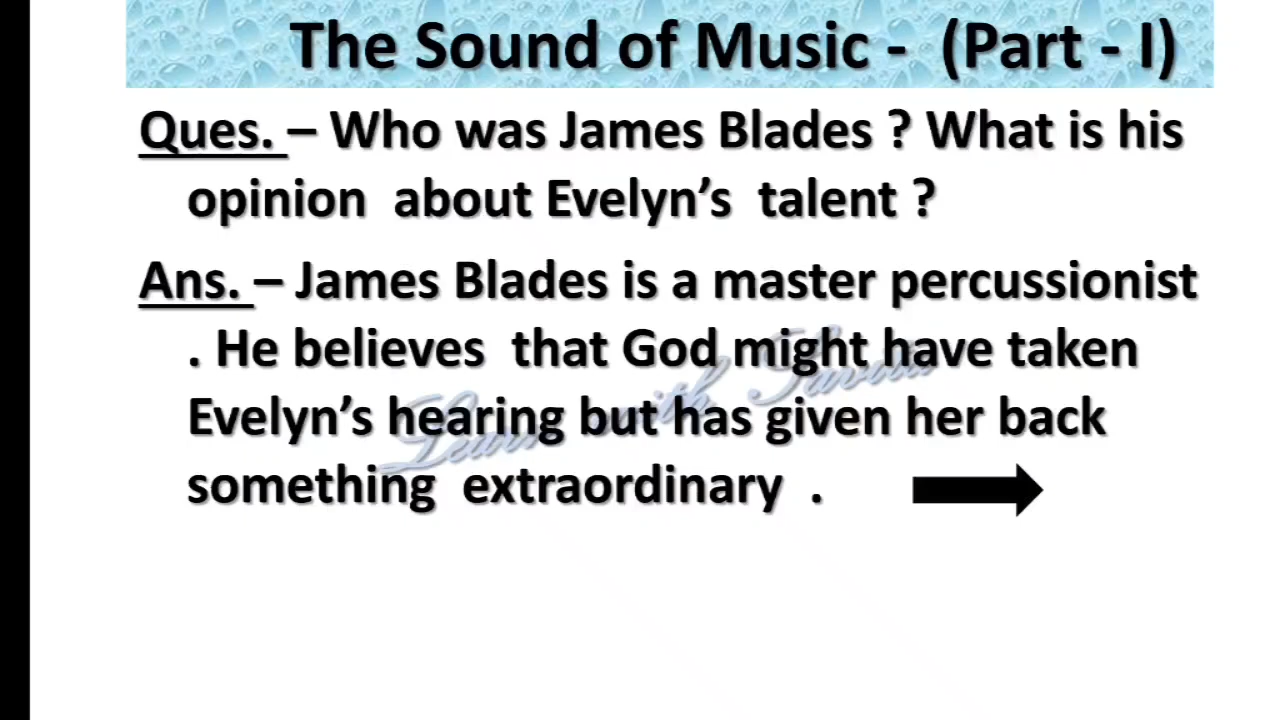 The Sound of Music - (Part - I)
Ques. – Who was James Blades ? What is his
opinion about Evelyn’s talent ?
Ans. – James Blades is a master percussionist
. He believes that God might have taken
Evelyn’s hearing but has given her back
something extraordinary .
Learn with